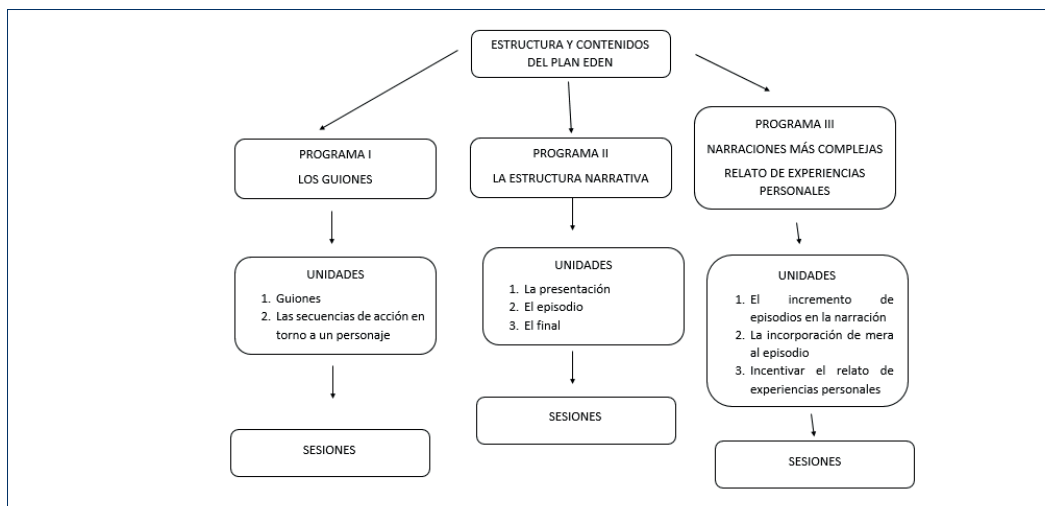 ESTRUCTURA Y CONTENIDOS
DEL PLAN EDEN
PROGRAMA I
LOS GUIONES
UNIDADES
1. Guiones
2. Las secuencias de acción en
torno a un personaje
SESIONES
PROGRAMA II
LA ESTRUCTURA NARRATIVA
UNIDADES
1. La presentación
2. El episodio
3. El final
SESIONES
PROGRAMA III
NARRACIONES MÁS COMPLEJAS
RELATO DE EXPERIENCIAS
PERSONALES
UNIDADES
1. El incremento de
episodios en la narración
2. La incorporación de mera
al episodio
3. Incentivar el relato de
experiencias personales
SESIONES